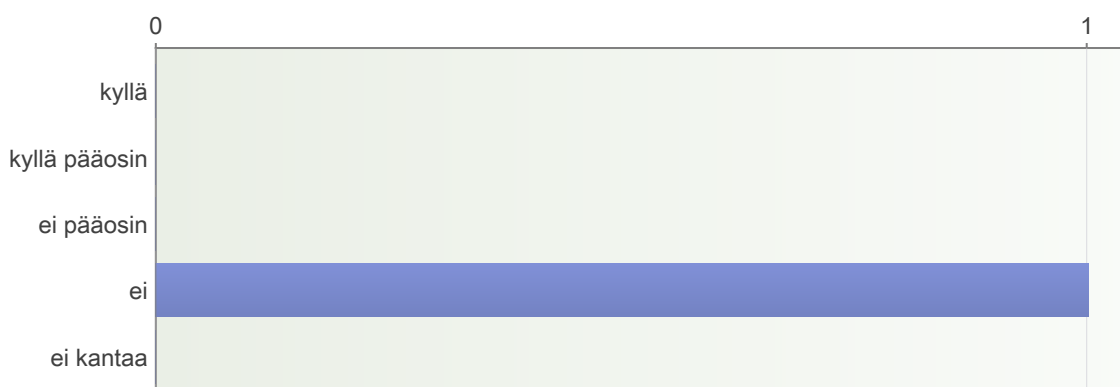 0 1
kyllä
kyllä pääosin
ei pääosin
ei
ei kantaa